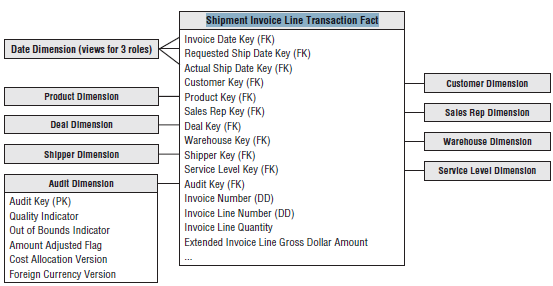 Shipment Invoice Line Transaction Fact
Invoice Date Key (FK)
Requested Ship Date Key (FK)
Actual Ship Date Key (FK)
Customer Key (FK)
Product Key (FK)
Sales Rep Key (FK)
Deal Key (FK)
Warehouse Key (FK)
Shipper Key (FK)
Service Level Key (FK)
Audit Key (FK)
Invoice Number (DD)
Invoice Line Number (DD)
Invoice Line Quantity
Extended Invoice Line Gross Dollar Amount
...
Date Dimension (views for 3 roles)
Product Dimension
Deal Dimension
Shipper Dimension
Audit Dimension
Audit Key (PK)
Quality Indicator
Out of Bounds Indicator
Amount Adjusted Flag
Cost Allocation Version
Foreign Currency Version
Customer Dimension
Sales Rep Dimension
Warehouse Dimension
Service Level Dimension